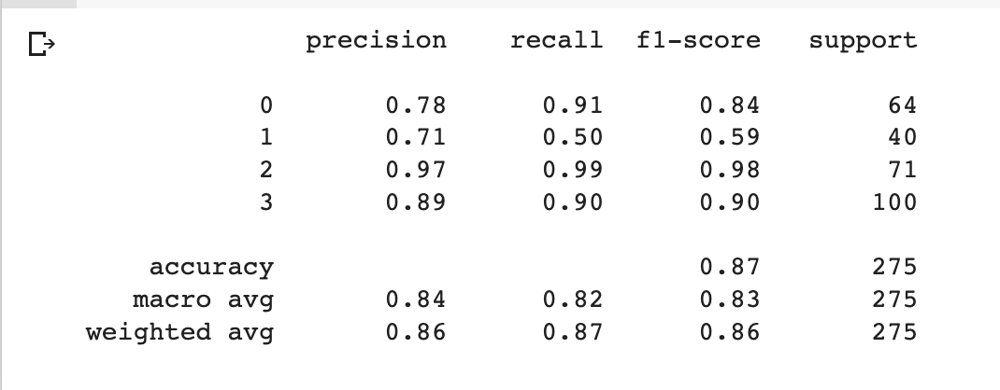 precision recall f1-score support
0 0.78 0.91 0.84 64
1 0.71 0.50 0.59 40
2 0.97 0.99 0.98 71
3 0.89 0.90 0.90 100
accuracy 0.87 275
macro avg 0.84 0.82 0.83 275
weighted avg 0.86 0.87 0.86 275